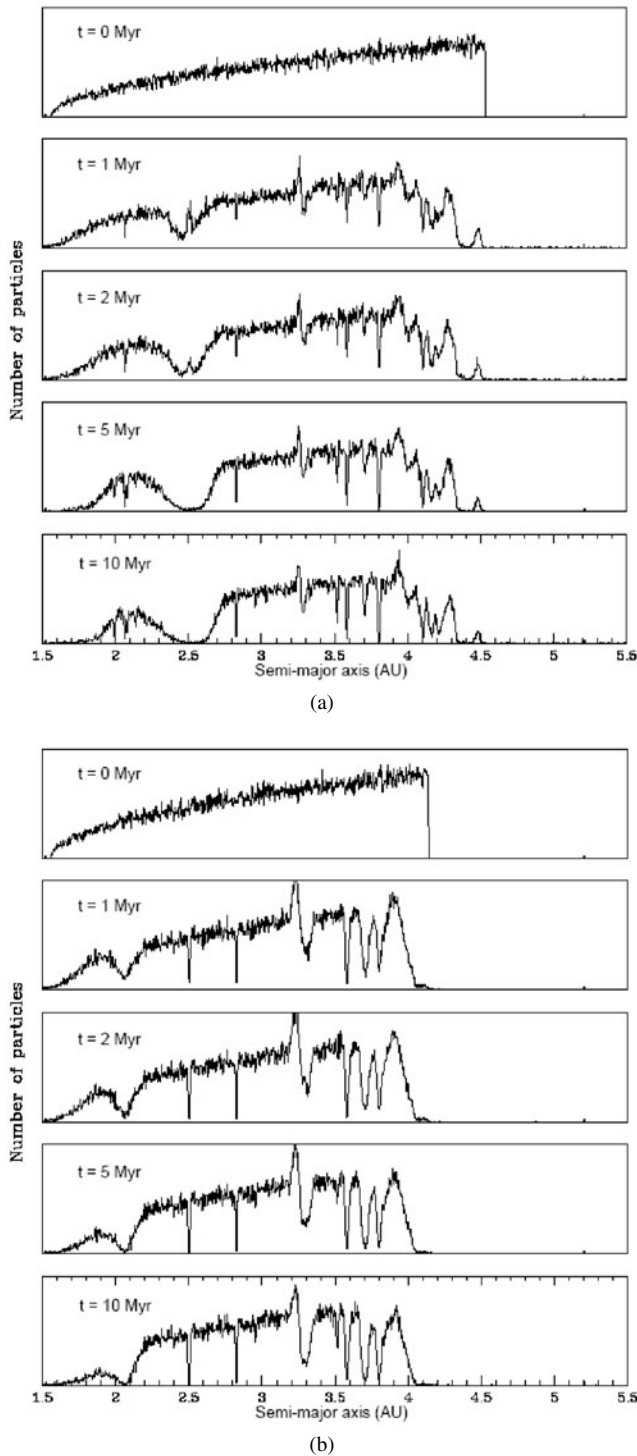 t = 0 Myr
t = 1 Myr
t = 2 Myr
t = 5 Myr
t = 10 Myr
Number of particles
1.5 2 2.5 3 3.5 4 4.5 5 5.5
Semi-major axis (AU)
(a)
t = 0 Myr
t = 1 Myr
t = 2 Myr
t = 5 Myr
t = 10 Myr
Number of particles
1.5 2 2.5 3 3.5 4 4.5 5 5.5
Semi-major axis (AU)
(b)